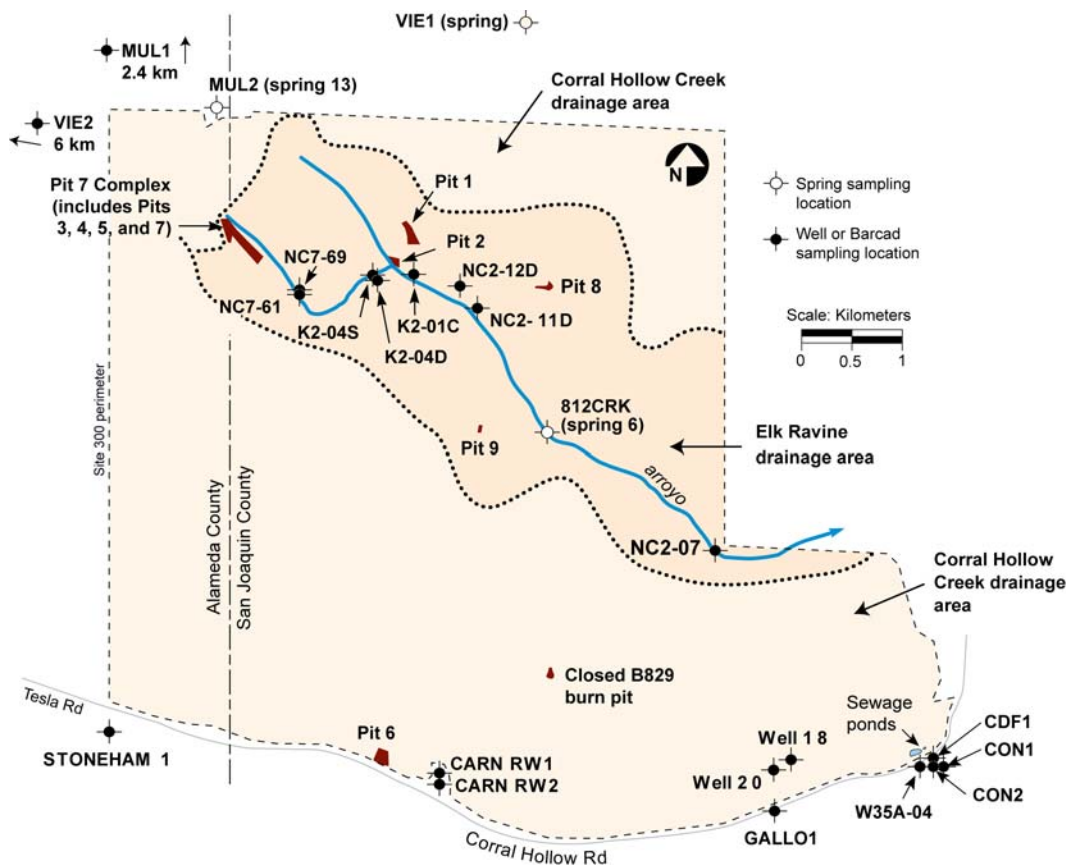 VIE1 (spring)
MUL1
2.4 km
MUL2 (spring 13)
Corral Hollow Creek
drainage area
VIE2
6 km
N
Pit 7 Complex
(includes Pits
3, 4, 5, and 7)
Pit 1
Pit 2
Spring sampling
location
Well or Barcad
sampling location
NC7-69
NC2-12D
Pit 8
NC7-61
K2-04S
K2-01C
NC2- 11D
K2-04D
Scale: Kilometers
0
0.5
1
Site 300 perimeter
812CRK
(spring 6)
Pit 9
Elk Ravine
drainage area
arroyo
NC2-07
Alameda County
San Joaquin County
Corral Hollow
Creek drainage
area
Closed B829
burn pit
Tesla Rd
STONEHAM 1
Pit 6
CARN RW1
CARN RW2
Well 18
Well 20
Sewage
ponds
CDF1
CON1
CON2
W35A-04
GALLO1
Corral Hollow Rd